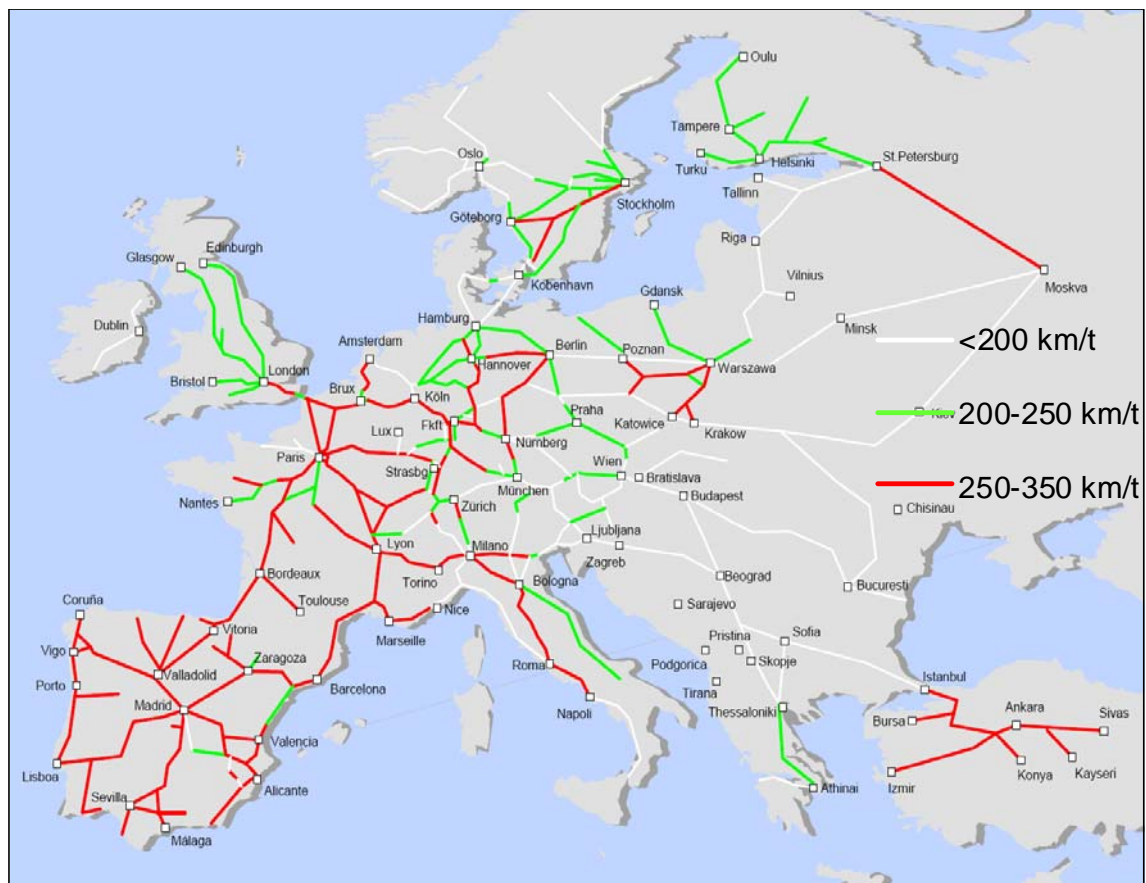 Oulu
Tampere
Turku
Helsinki
St.Petersburg
Oslo
Stockholm
Tallinn
Göteborg
Riga
Edinburgh
Glasgow
Kobenhavn
Vilnius
Moskva
Gdansk
Dublin
Hamburg
Minsk
Amsterdam
Berlin
Poznan
<200 km/t
Hannover
Warszawa
London
Bristol
Brux
Köln
Praha
200-250 km/t
Kiev
Fkft
Katowice
Krakow
Lux
Nürnberg
Paris
Strasbg
Wien
Bratislava
250-350 km/t
München
Nantes
Zürich
Budapest
Chisinau
Ljubljana
Lyon
Milano
Zagreb
Torino
Bologna
Beograd
Bordeaux
Bucuresti
Coruña
Toulouse
Nice
Sarajevo
Vitoria
Marseille
Sofia
Pristina
Vigo
Zaragoza
Roma
Podgorica
Skopje
Valladolid
Istanbul
Porto
Barcelona
Tirana
Madrid
Napoli
Thessaloniki
Ankara
Sivas
Bursa
Valencia
Lisboa
Konya
Kayseri
Izmir
Alicante
Athinai
Sevilla
Málaga